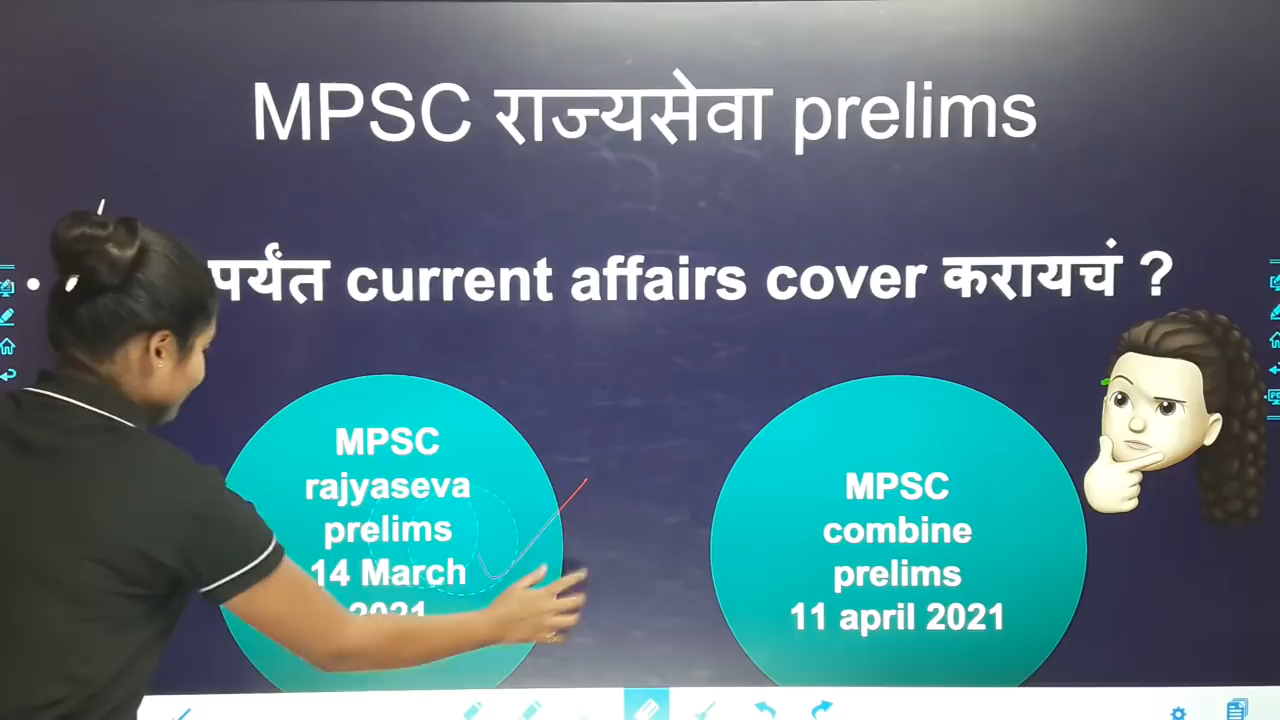 MPSC राज्यसेवा prelims
• पर्यंत current affairs cover करायचं ?
MPSC
rajyaseva
prelims
14 March
2021
MPSC
combine
prelims
11 april 2021